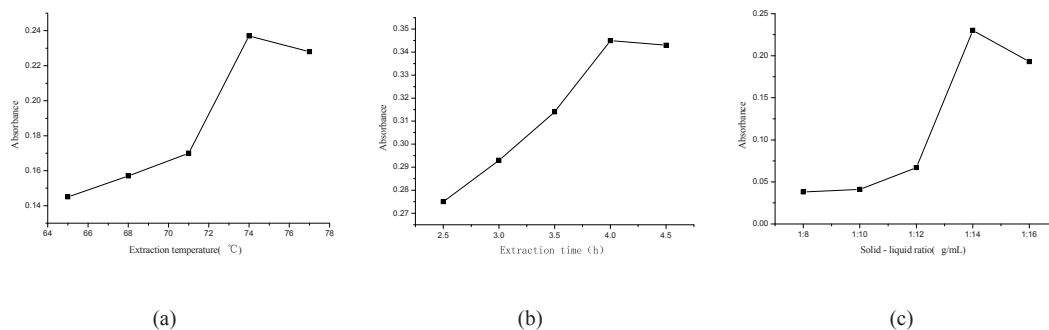 0.24
0.22
0.20
0.18
0.16
0.14
Absorbance
64 66 68 70 72 74 76 78
Extraction temperature( ℃)
(a)
0.35
0.34
0.33
0.32
0.31
0.30
0.29
0.28
0.27
Absorbance
2.5 3.0 3.5 4.0 4.5
Extraction time（h）
(b)
0.25
0.20
0.15
0.10
0.05
0.00
Absorbance
1:8 1:10 1:12 1:14 1:16
Solid - liquid ratio( g/mL)
(c)